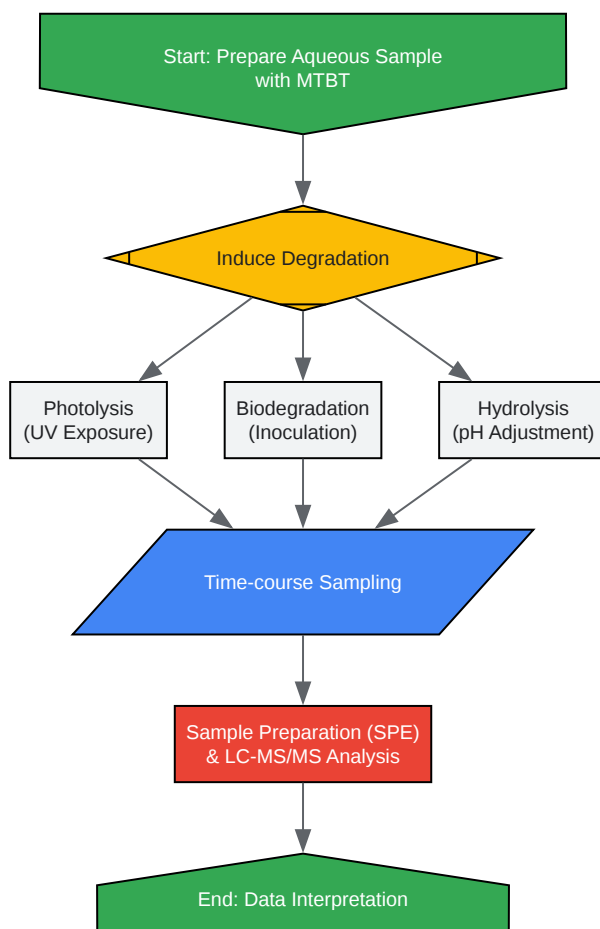 Start: Prepare Aqueous Sample
with MTBT
Induce Degradation
Photolysis
(UV Exposure)
Biodegradation
(Inoculation)
Hydrolysis
(pH Adjustment)
Time-course Sampling
Sample Preparation (SPE)
& LC-MS/MS Analysis
End: Data Interpretation